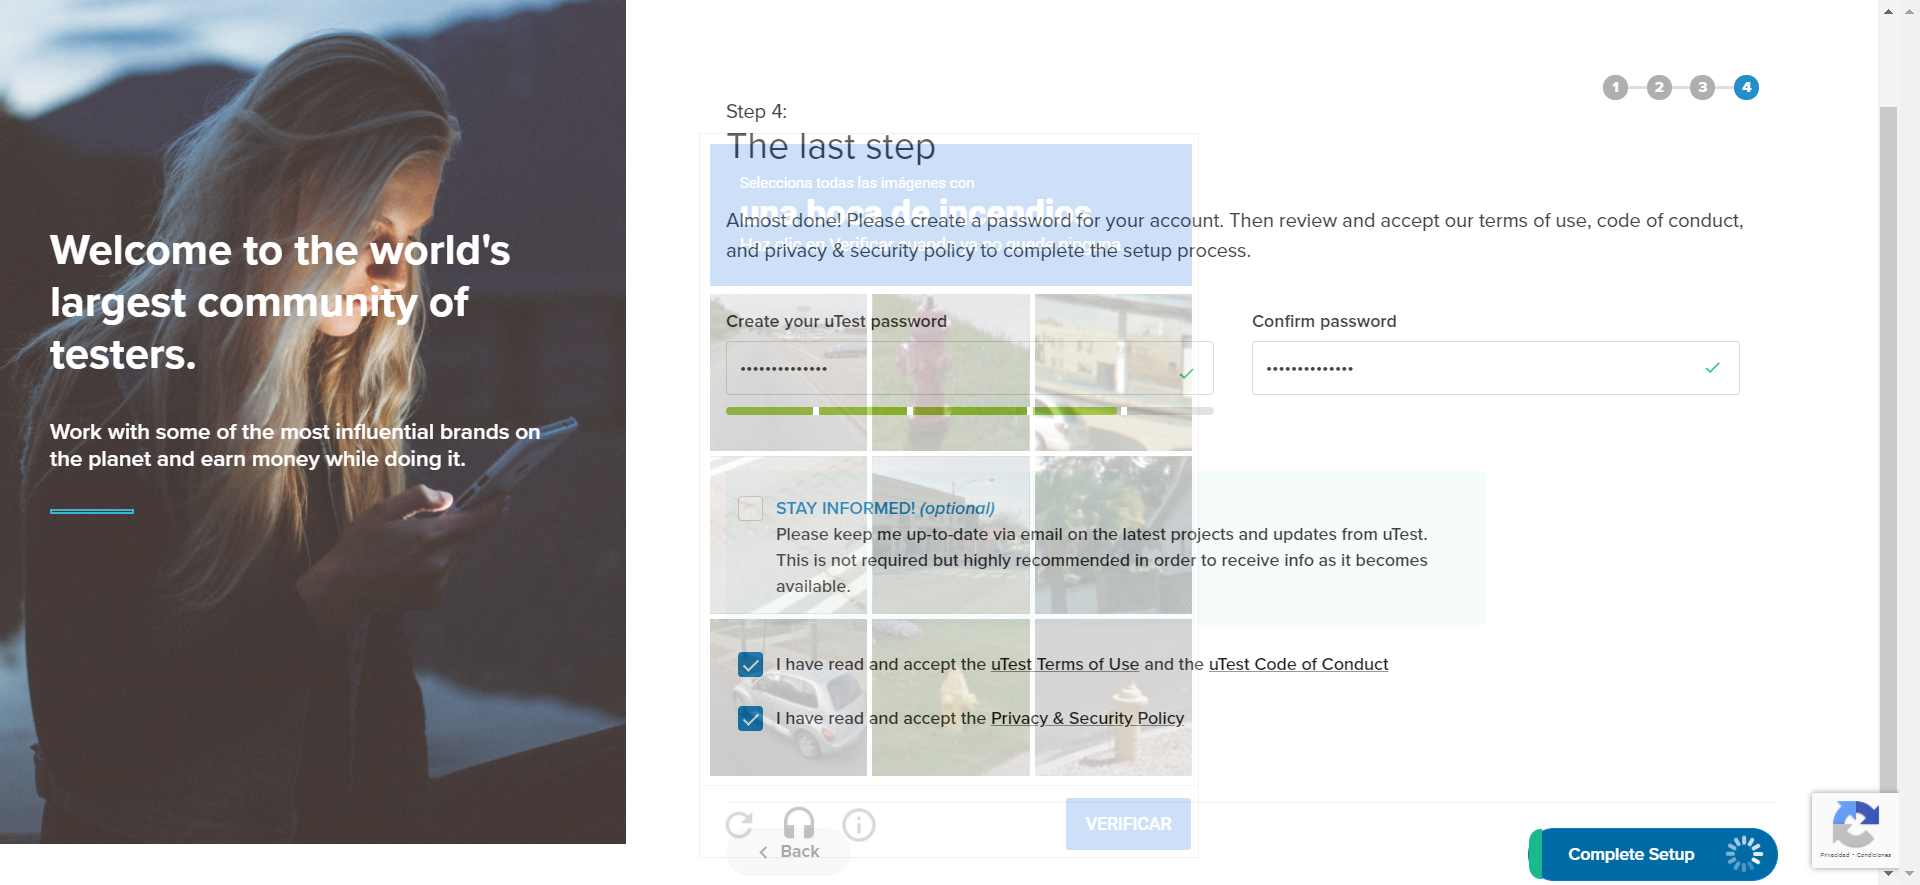 Welcome to the world's
largest community of
testers.
Work with some of the most influential brands on
the planet and earn money while doing it.
1 2 3 4
Step 4:
The last step
Selecciona todas las imágenes con
una boca de incendios
Haz clic en Verificar cuando ya no quede ninguna
Almost done! Please create a password for your account. Then review and accept our terms of use, code of conduct,
and privacy & security policy to complete the setup process.
Create your uTest password
Confirm password
STAY INFORMED! (optional)
Please keep me up-to-date via email on the latest projects and updates from uTest.
This is not required but highly recommended in order to receive info as it becomes
available.
I have read and accept the uTest Terms of Use and the uTest Code of Conduct
I have read and accept the Privacy & Security Policy
VERIFICAR
Back
Complete Setup
Privacidad - Condiciones